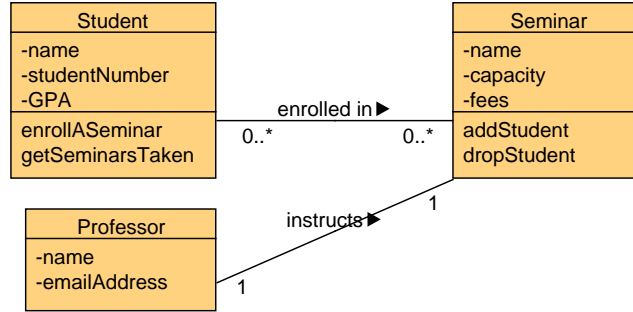 Student
-name
-studentNumber
-GPA
enrollASeminar
getSeminarsTaken
enrolled in ▶
0..*
0..*
Seminar
-name
-capacity
-fees
addStudent
dropStudent
Professor
-name
-emailAddress
instructs ▶
1
1